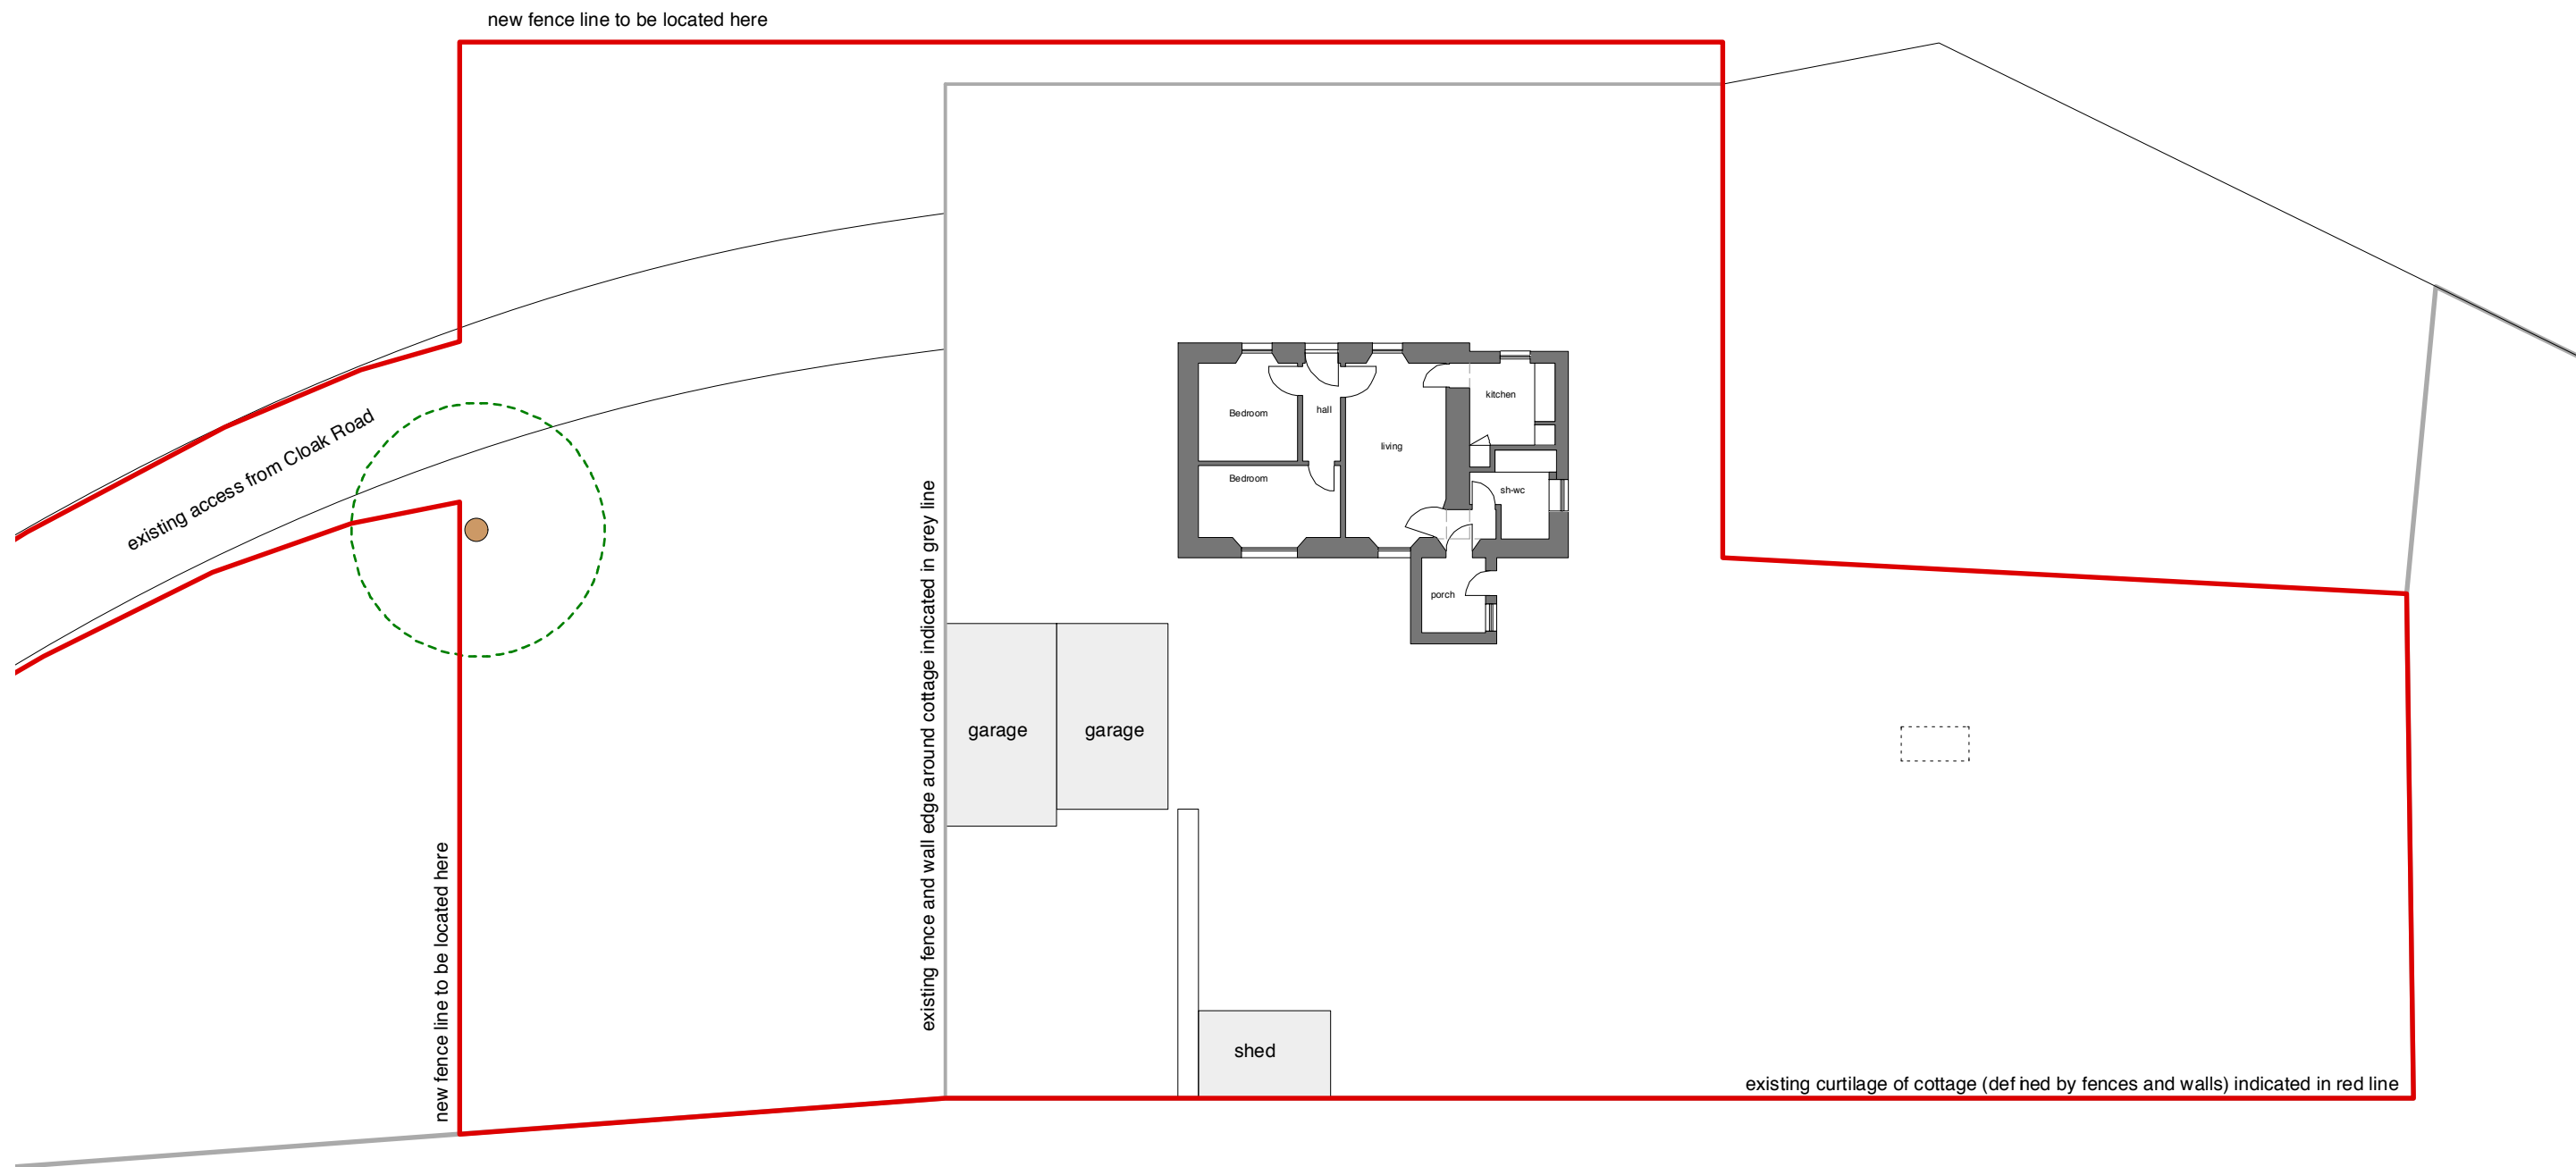 new fence line to be located here
existing access from Cloak Road
Bedroom
hall
living
kitchen
Bedroom
sh-wc
porch
existing fence and wall edge around cottage indicated in grey line
garage
garage
new fence line to be located here
shed
existing curtilage of cottage (defined by fences and walls) indicated in red line